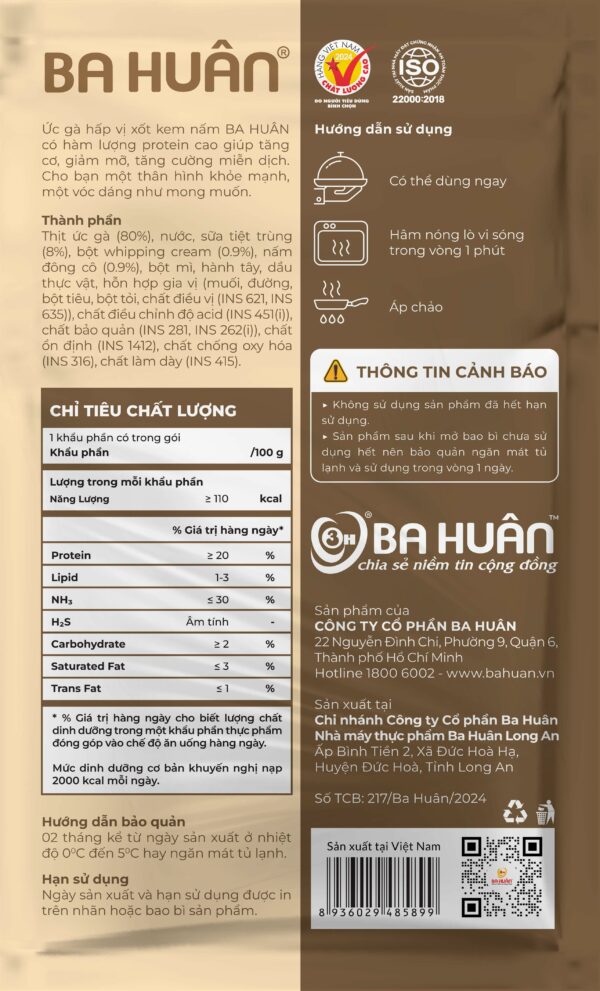 BA HUÂN®
Ức gà hấp vị xốt kem nấm BA HUÂN
có hàm lượng protein cao giúp tăng
cơ, giảm mỡ, tăng cường miễn dịch.
Cho bạn một thân hình khỏe mạnh,
một vóc dáng như mong muốn.
Thành phần
Thịt ức gà (80%), nước, sữa tiệt trùng
(8%), bột whipping cream (0.9%), nấm
đông cô (0.9%), bột mì, hành tây, dầu
thực vật, hỗn hợp gia vị (muối, đường,
bột tiêu, bột tỏi, chất điều vị (INS 621, INS
635)), chất điều chỉnh độ acid (INS 451(i)),
chất bảo quản (INS 281, INS 262(i)), chất
ổn định (INS 1412), chất chống oxy hóa
(INS 316), chất làm dày (INS 415).
CHỈ TIÊU CHẤT LƯỢNG
1 khẩu phần có trong gói
Khẩu phần /100 g
Lượng trong mỗi khẩu phần
Năng Lượng ≥ 110 kcal
% Giá trị hàng ngày*
Protein ≥ 20 %
Lipid 1-3 %
NH₃ ≤ 30 %
H₂S Âm tính -
Carbohydrate ≥ 2 %
Saturated Fat ≤ 3 %
Trans Fat ≤ 1 %
* % Giá trị hàng ngày cho biết lượng chất
dinh dưỡng trong một khẩu phần thực phẩm
đóng góp vào chế độ ăn uống hàng ngày.
Mức dinh dưỡng cơ bản khuyến nghị nạp
2000 kcal mỗi ngày.
Hướng dẫn bảo quản
02 tháng kể từ ngày sản xuất ở nhiệt
độ 0⁰C đến 5⁰C hay ngăn mát tủ lạnh.
Hạn sử dụng
Ngày sản xuất và hạn sử dụng được in
trên nhãn hoặc bao bì sản phẩm.
HÀNG VIỆT NAM
2024
CHẤT LƯỢNG CAO
DO NGƯỜI TIÊU DÙNG
BÌNH CHỌN
ISO
22000:2018
Hướng dẫn sử dụng
Có thể dùng ngay
Hâm nóng lò vi sóng
trong vòng 1 phút
Áp chảo
THÔNG TIN CẢNH BÁO
▸ Không sử dụng sản phẩm đã hết hạn
sử dụng.
▸ Sản phẩm sau khi mở bao bì chưa sử
dụng hết nên bảo quản ngăn mát tủ
lạnh và sử dụng trong vòng 1 ngày.
3H® BA HUÂN™
chia sẻ niềm tin cộng đồng
Sản phẩm của
CÔNG TY CỔ PHẦN BA HUÂN
22 Nguyễn Đình Chi, Phường 9, Quận 6,
Thành phố Hồ Chí Minh
Hotline 1800 6002 - www.bahuan.vn
Sản xuất tại
Chi nhánh Công ty Cổ phần Ba Huân
Nhà máy thực phẩm Ba Huân Long An
Ấp Bình Tiền 2, Xã Đức Hoà Hạ,
Huyện Đức Hoà, Tỉnh Long An
Số TCB: 217/Ba Huân/2024
Sản xuất tại Việt Nam
8 936029 485899
BA HUÂN